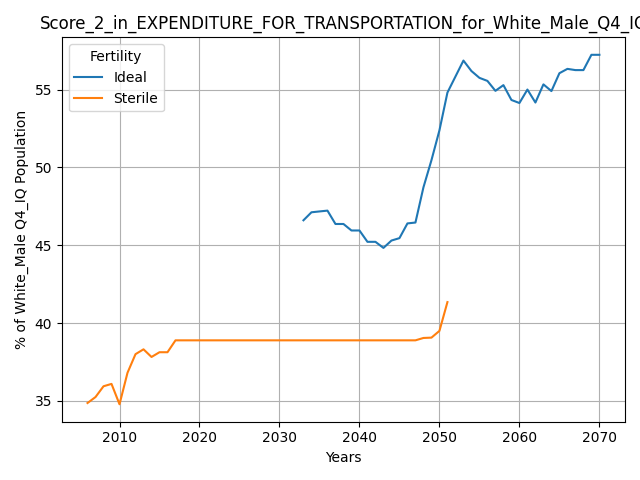 Score_2_in_EXPENDITURE_FOR_TRANSPORTATION_for_White_Male_Q4_IQ
Fertility
Ideal
Sterile
% of White_Male Q4_IQ Population
55
50
45
40
35
2010 2020 2030 2040 2050 2060 2070
Years